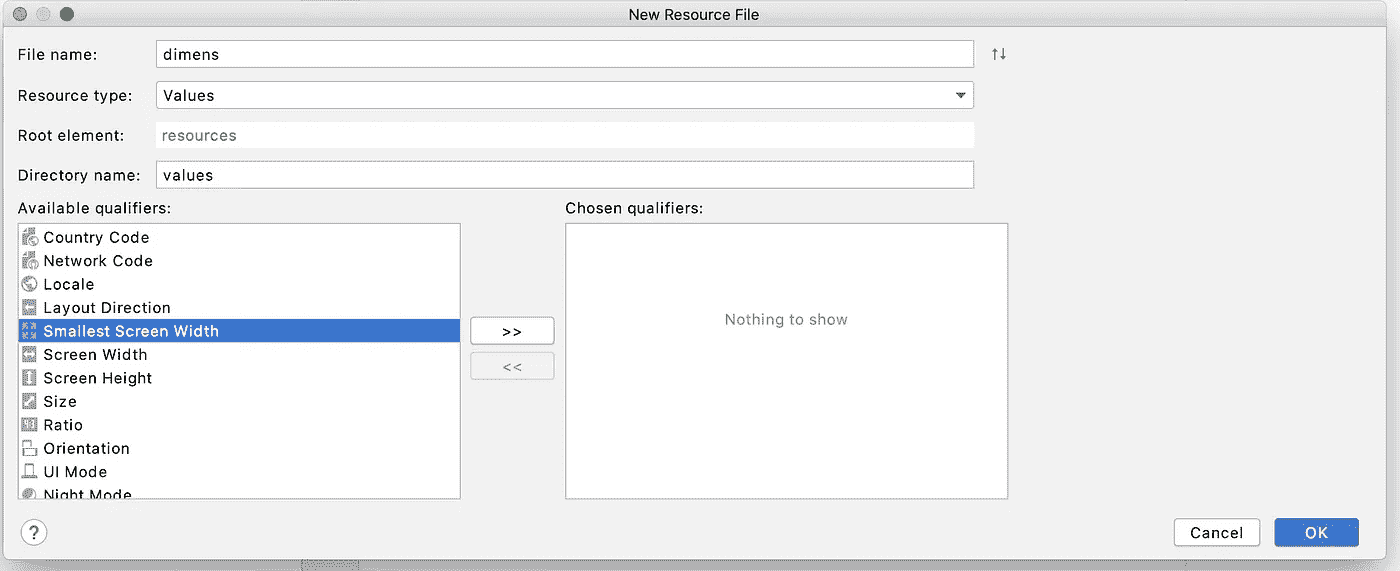 New Resource File
File name: dimens
Resource type: Values
Root element: resources
Directory name: values
Available qualifiers:
Chosen qualifiers:
Country Code
Network Code
Locale
Layout Direction
Smallest Screen Width
Screen Width
Screen Height
Size
Ratio
Orientation
UI Mode
Night Mode
>>
<<
Nothing to show
?
Cancel
OK